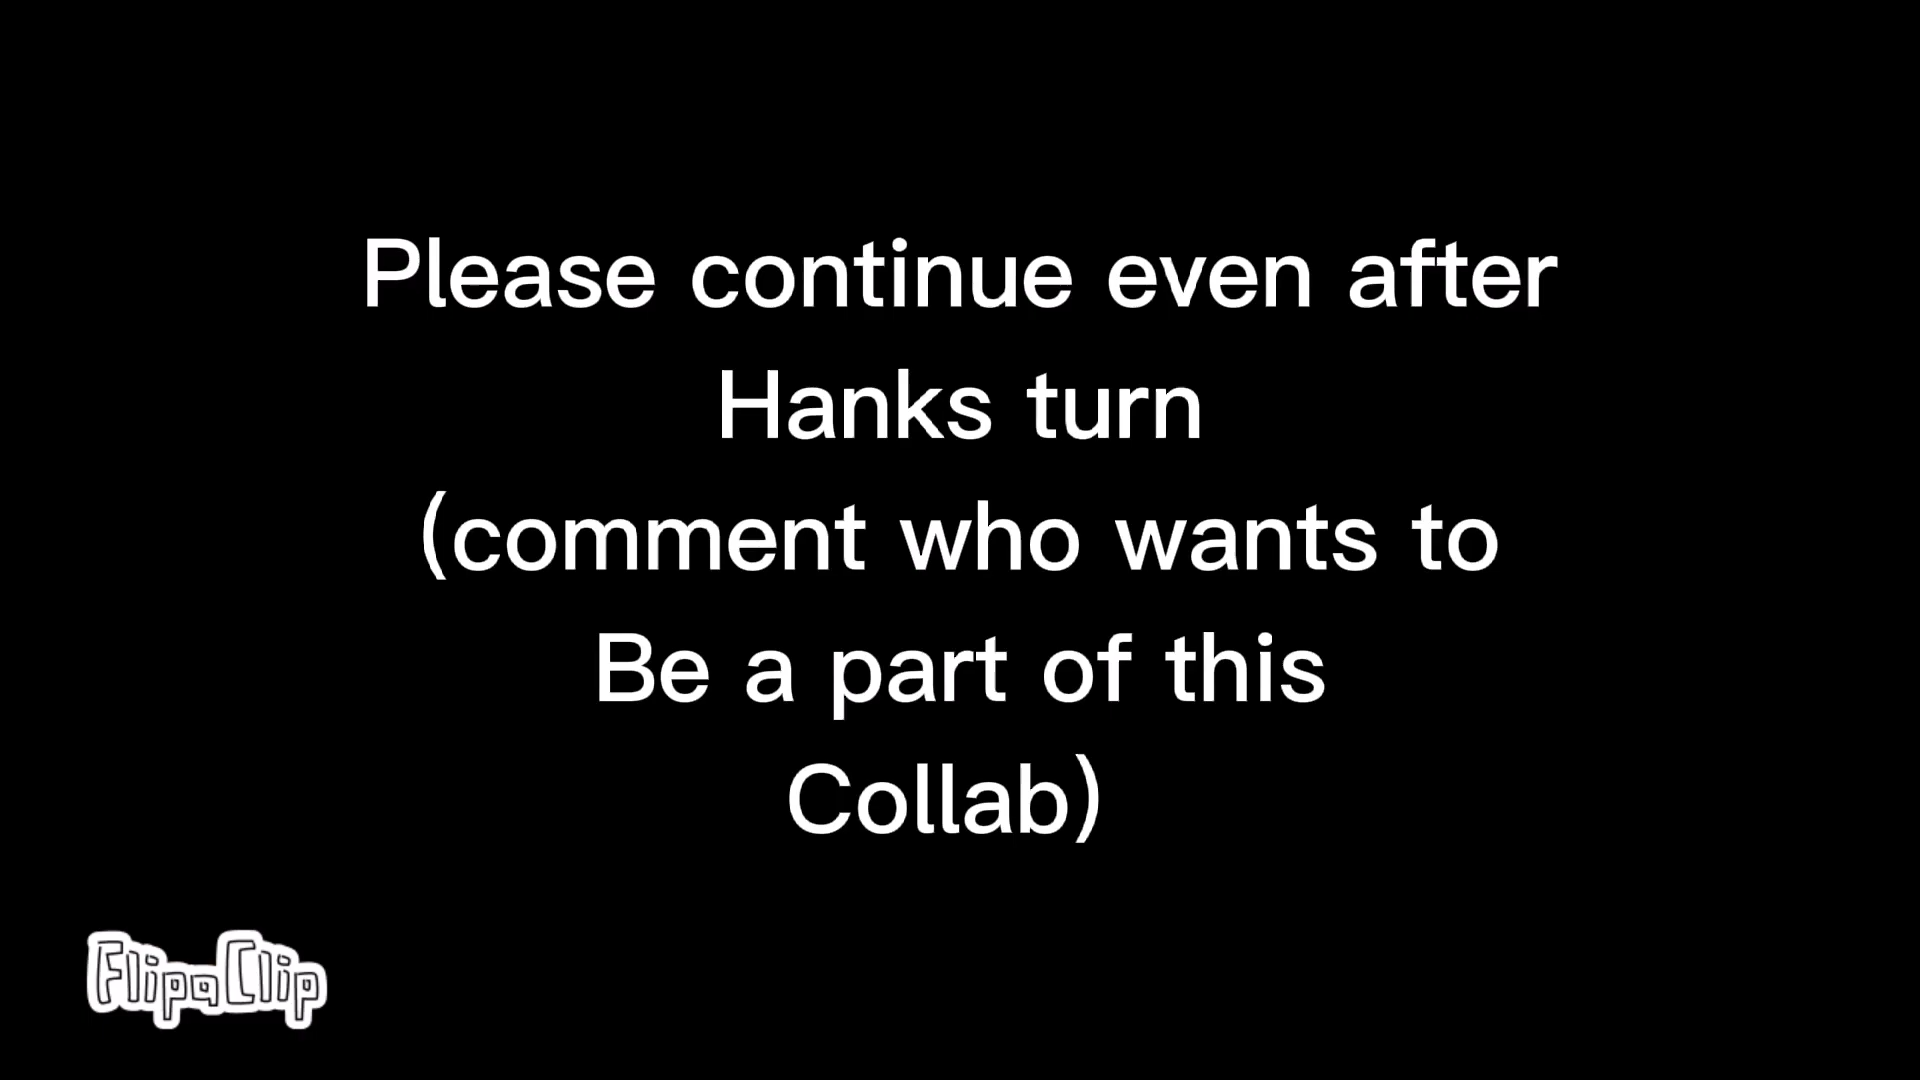 Please continue even after
Hanks turn
(comment who wants to
Be a part of this
Collab)
FlipaClip